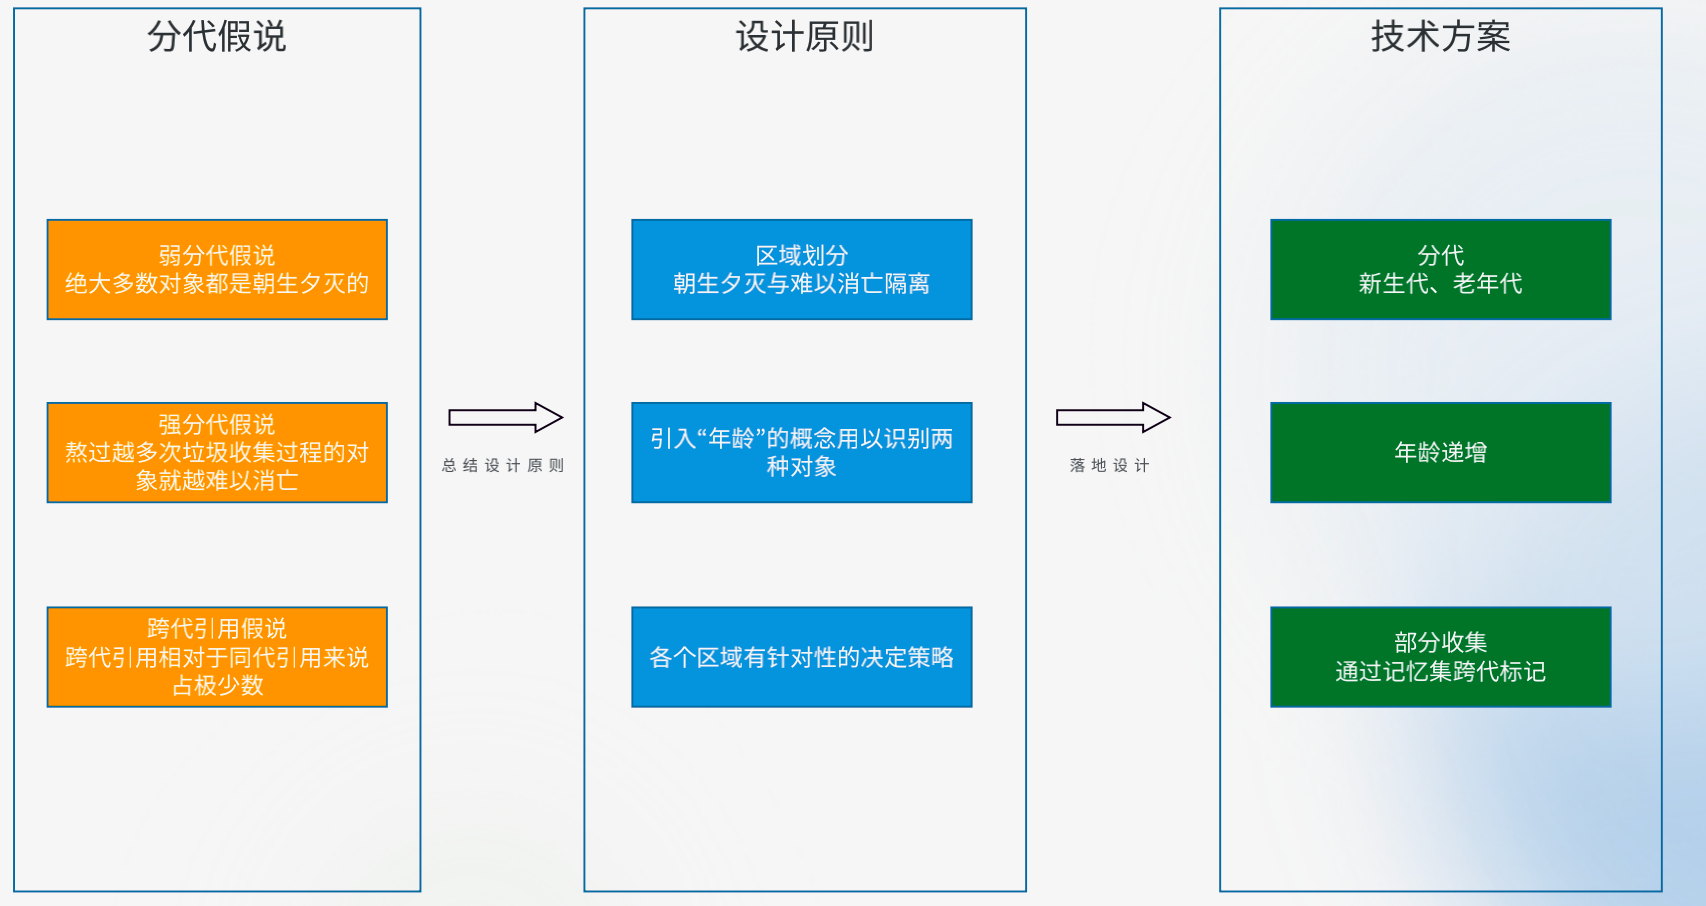 分代假说
弱分代假说
绝大多数对象都是朝生夕灭的
强分代假说
熬过越多次垃圾收集过程的对
象就越难以消亡
跨代引用假说
跨代引用相对于同代引用来说
占极少数
总结设计原则
设计原则
区域划分
朝生夕灭与难以消亡隔离
引入“年龄”的概念用以识别两
种对象
各个区域有针对性的决定策略
落地设计
技术方案
分代
新生代、老年代
年龄递增
部分收集
通过记忆集跨代标记